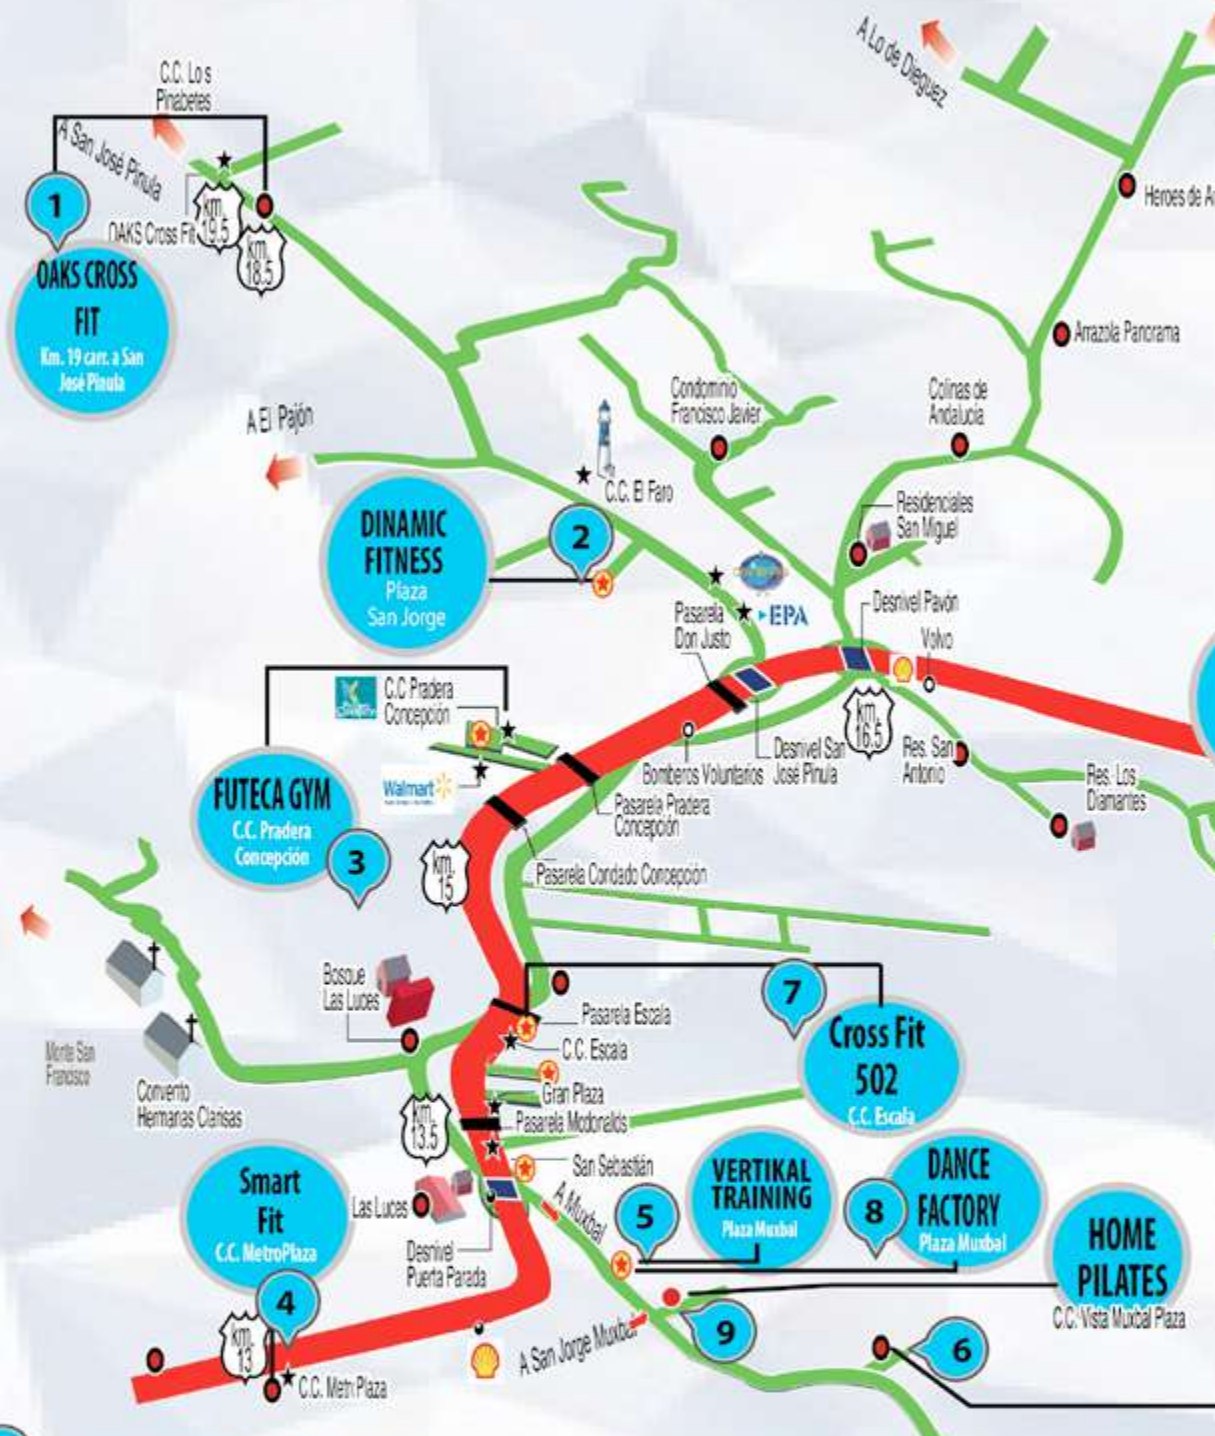 A Lo de Dieguez
C.C. Los
Pinabetes
A San José Pinula
1
km.
19.5
OAKS Cross Fit
km.
18.5
Heroes de
OAKS CROSS
FIT
Km. 19 carr. a San
José Pinula
Arrazola Panorama
Condominio
Francisco Javier
Colinas de
Andalucía
A El Pajón
C.C. El Faro
Residenciales
San Miguel
DINAMIC
FITNESS
Plaza
San Jorge
2
EPA
Desnivel Pavón
Pasarela
Don Justo
Volvo
C.C Pradera
Concepción
km.
16.5
Res. San
Antonio
Desnivel San
José Pinula
Bomberos Voluntarios
Res. Los
Diamantes
Walmart
FUTECA GYM
C.C. Pradera
Concepción
3
Pasarela Pradera
Concepción
km.
15
Pasarela Condado Concepción
Bosque
Las Luces
7
Pasarela Escala
C.C. Escala
Cross Fit
502
C.C. Escala
Monte San
Francisco
Convento
Hermanas Clarisas
Gran Plaza
km.
13.5
Pasarela Mcdonalds
San Sebastián
Smart
Fit
C.C. MetroPlaza
Las Luces
A Muxbal
5
VERTIKAL
TRAINING
Plaza Muxbal
8
DANCE
FACTORY
Plaza Muxbal
HOME
PILATES
C.C. Vista Muxbal Plaza
Desnivel
Puerta Parada
4
km.
13
A San Jorge Muxbal
9
6
C.C. Metr Plaza